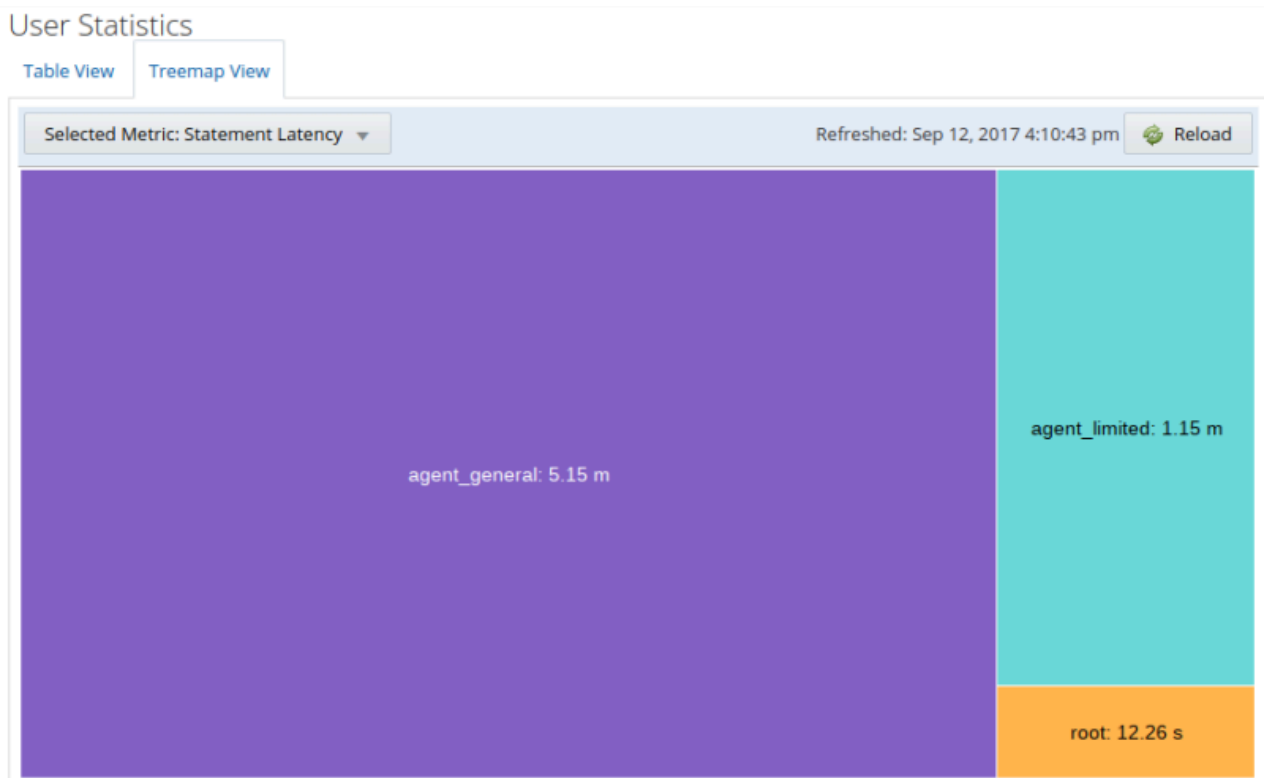 User Statistics
Table View Treemap View
Selected Metric: Statement Latency Refreshed: Sep 12, 2017 4:10:43 pm Reload
agent_limited: 1.15 m
agent_general: 5.15 m
root: 12.26 s